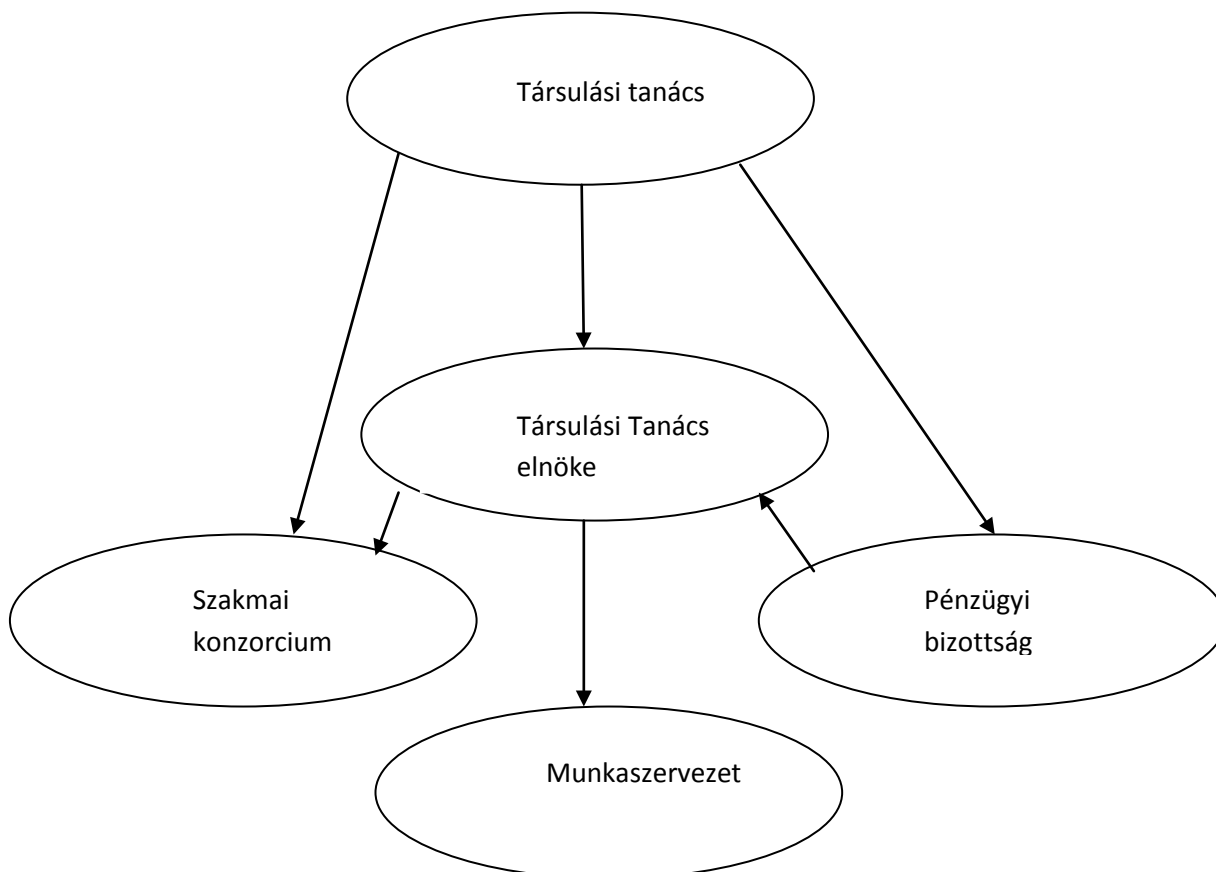 Társulási tanács
Társulási Tanács
elnöke
Szakmai
konzorcium
Pénzügyi
bizottság
Munkaszervezet